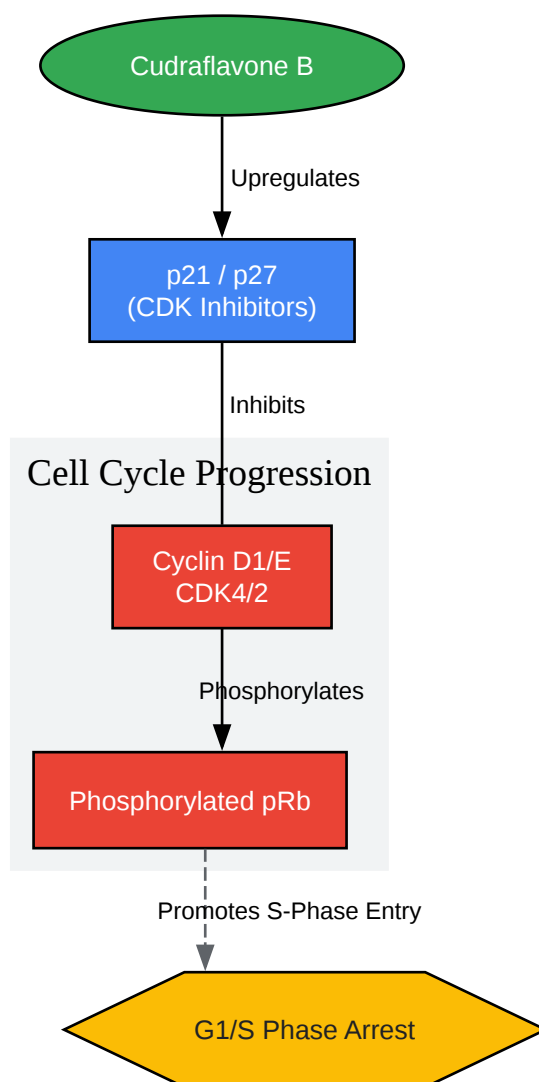 Cudraflavone B
Upregulates
p21 / p27
(CDK Inhibitors)
Inhibits
Cell Cycle Progression
Cyclin D1/E
CDK4/2
Phosphorylates
Phosphorylated pRb
Promotes S-Phase Entry
G1/S Phase Arrest